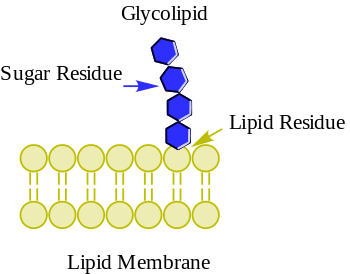 Glycolipid
Sugar Residue
Lipid Residue
Lipid Membrane